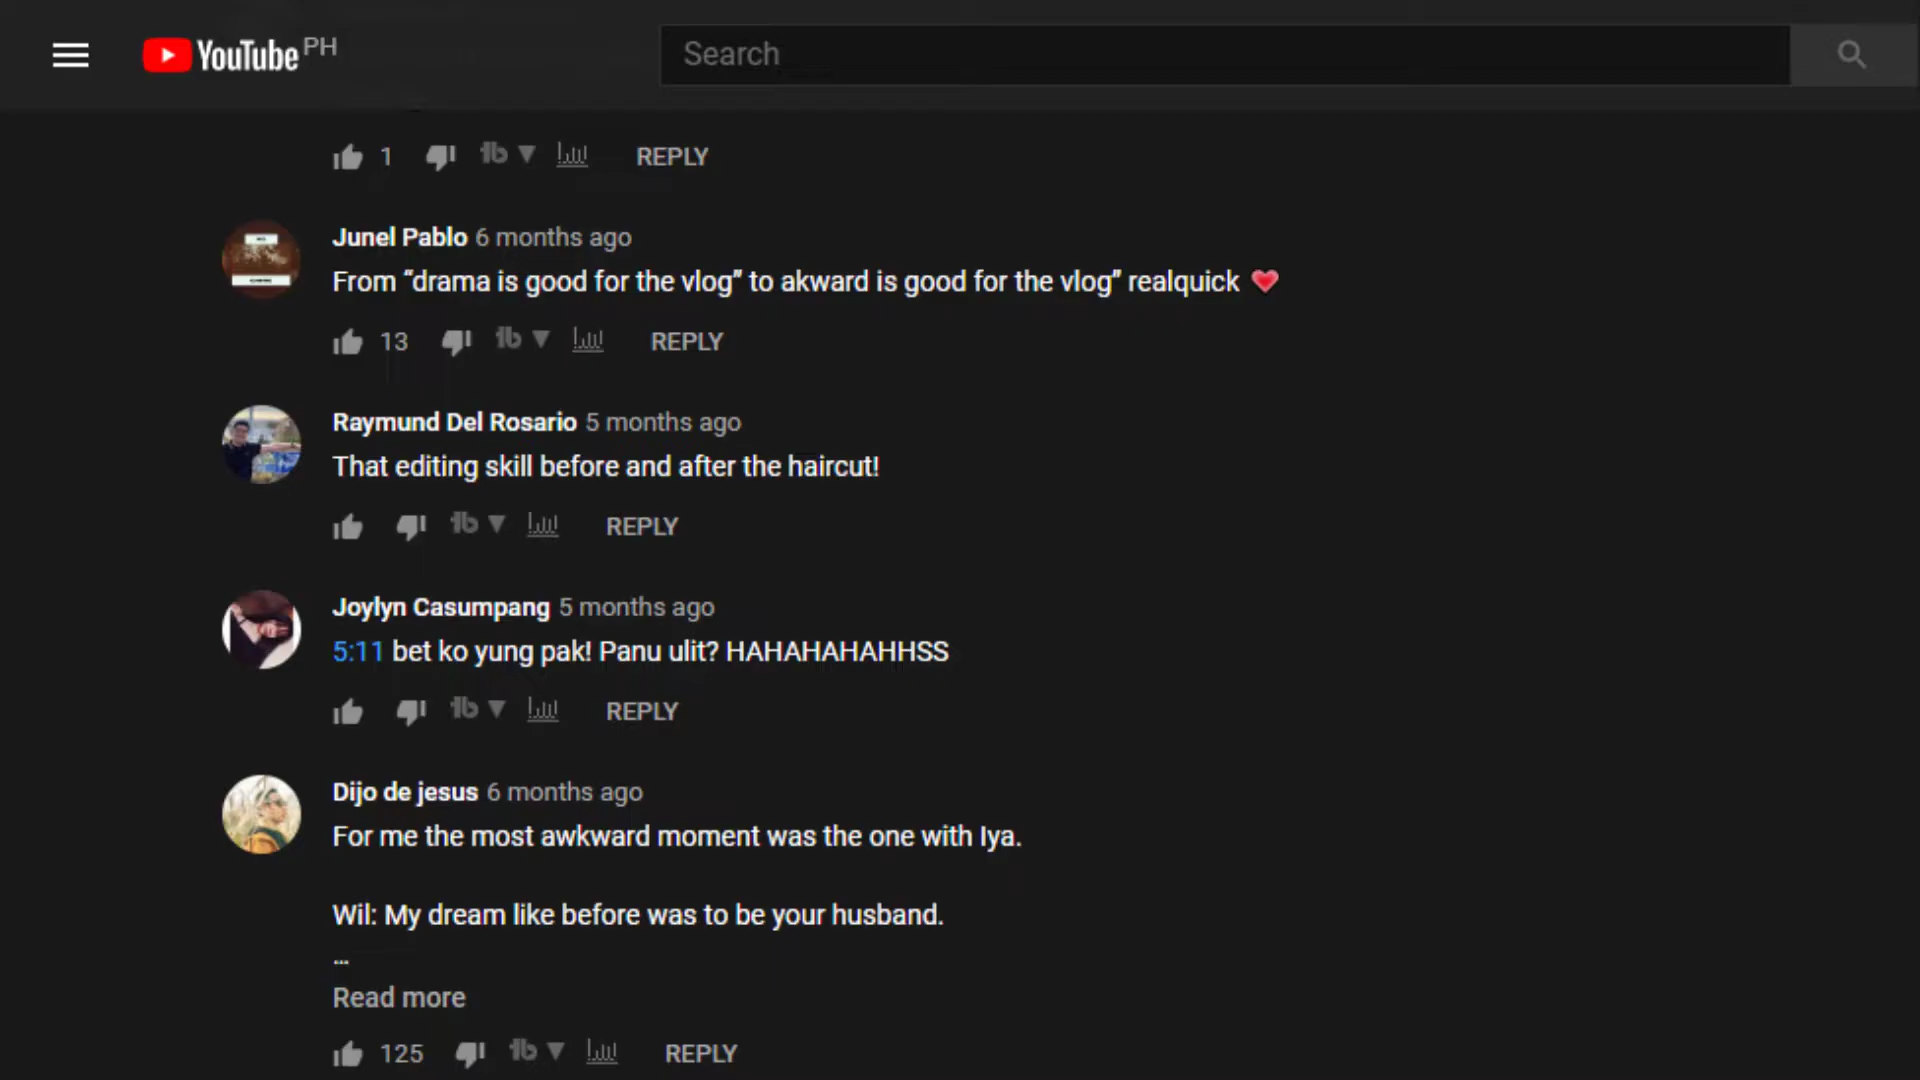 YouTube PH
Search
1 REPLY
Junel Pablo 6 months ago
From “drama is good for the vlog” to akward is good for the vlog” realquick ❤️
13 REPLY
Raymund Del Rosario 5 months ago
That editing skill before and after the haircut!
REPLY
Joylyn Casumpang 5 months ago
5:11 bet ko yung pak! Panu ulit? HAHAHAHAHHSS
REPLY
Dijo de jesus 6 months ago
For me the most awkward moment was the one with Iya.
Wil: My dream like before was to be your husband.
...
Read more
125 REPLY